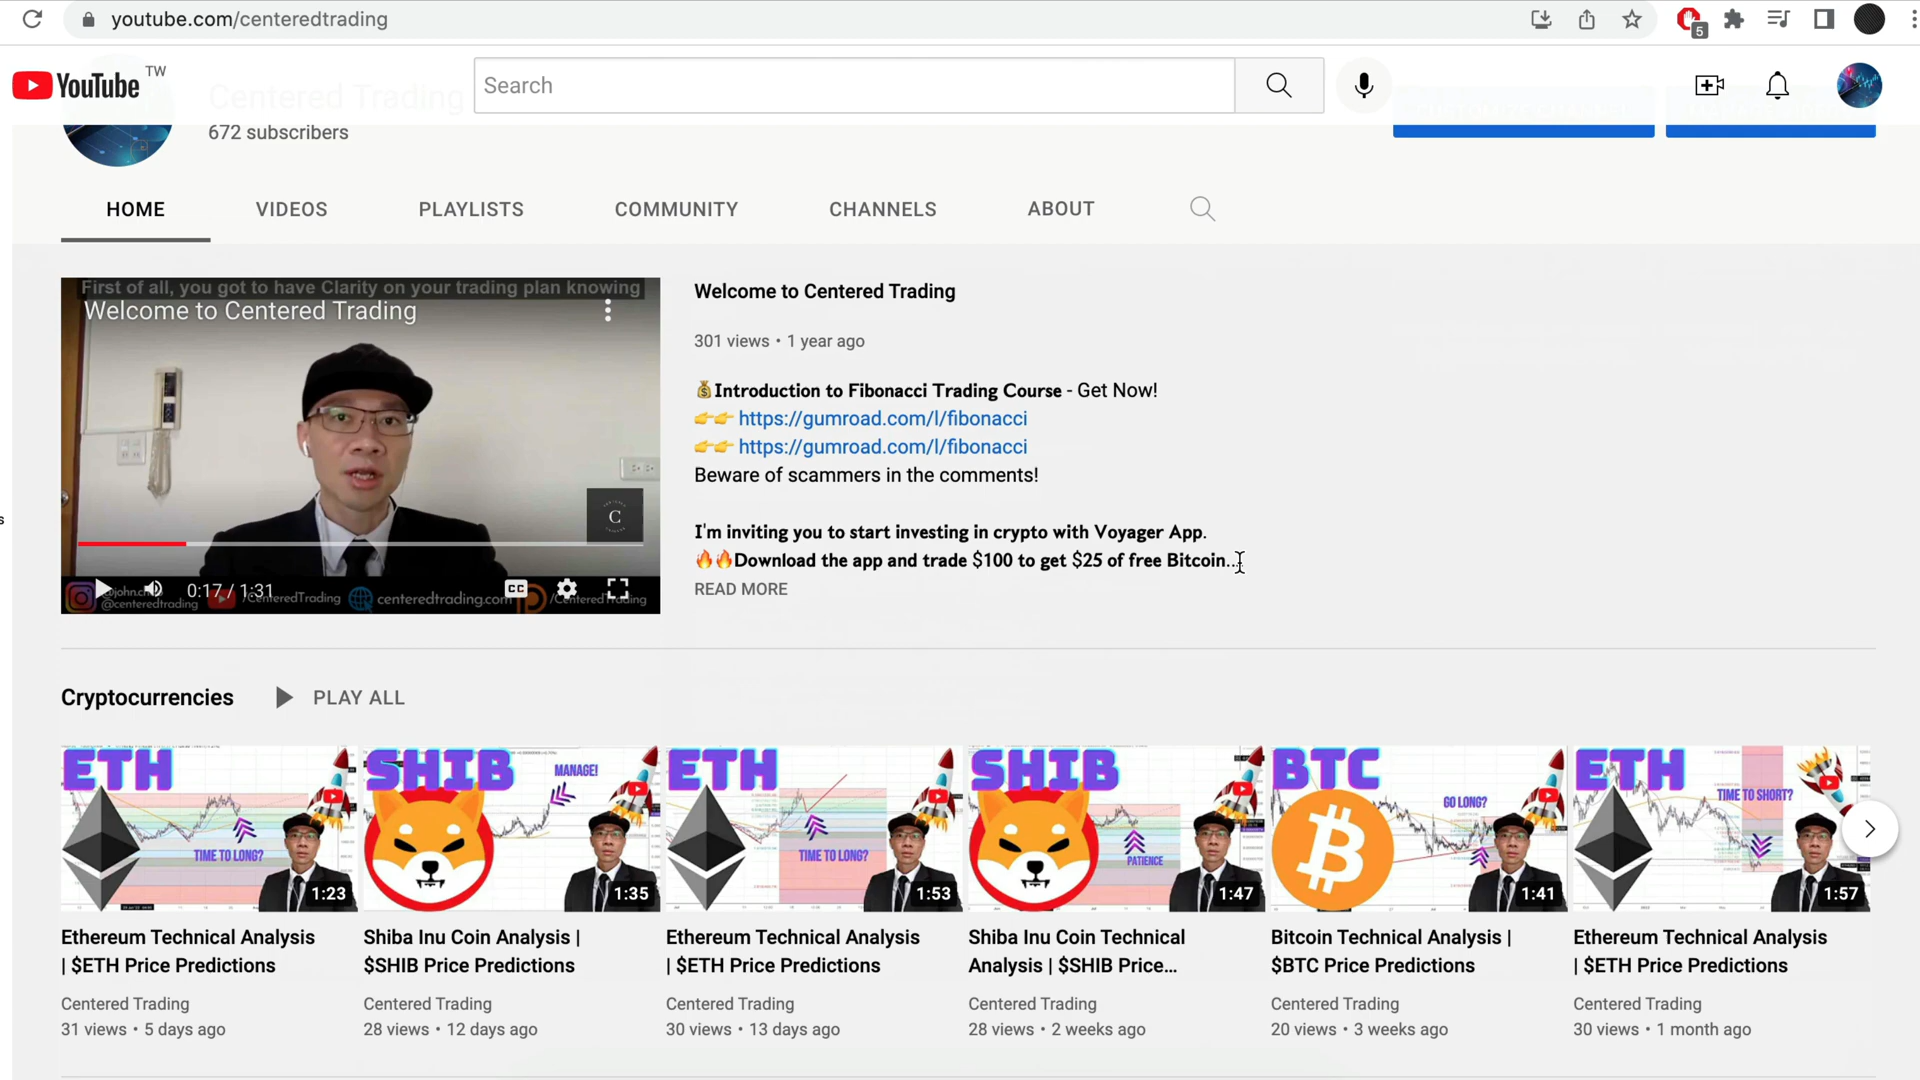 youtube.com/centeredtrading
5
YouTube
TW
Search
Centered Trading
672 subscribers
HOME
VIDEOS
PLAYLISTS
COMMUNITY
CHANNELS
ABOUT
First of all, you got to have Clarity on your trading plan knowing
Welcome to Centered Trading
C
0:17 / 1:31
CC
@john.ch
@centeredtrading
/CenteredTrading
centeredtrading.com
/CenteredTrading
Welcome to Centered Trading
301 views • 1 year ago
💰Introduction to Fibonacci Trading Course - Get Now!
👉👉 https://gumroad.com/l/fibonacci
👉👉 https://gumroad.com/l/fibonacci
Beware of scammers in the comments!
I'm inviting you to start investing in crypto with Voyager App.
🔥🔥Download the app and trade $100 to get $25 of free Bitcoin...
READ MORE
s
Cryptocurrencies
PLAY ALL
ETH
TIME TO LONG?
1:23
SHIB
MANAGE!
1:35
ETH
TIME TO LONG?
1:53
SHIB
PATIENCE
1:47
BTC
GO LONG?
1:41
ETH
TIME TO SHORT?
1:57
Ethereum Technical Analysis
| $ETH Price Predictions
Centered Trading
31 views • 5 days ago
Shiba Inu Coin Analysis |
$SHIB Price Predictions
Centered Trading
28 views • 12 days ago
Ethereum Technical Analysis
| $ETH Price Predictions
Centered Trading
30 views • 13 days ago
Shiba Inu Coin Technical
Analysis | $SHIB Price...
Centered Trading
28 views • 2 weeks ago
Bitcoin Technical Analysis |
$BTC Price Predictions
Centered Trading
20 views • 3 weeks ago
Ethereum Technical Analysis
| $ETH Price Predictions
Centered Trading
30 views • 1 month ago